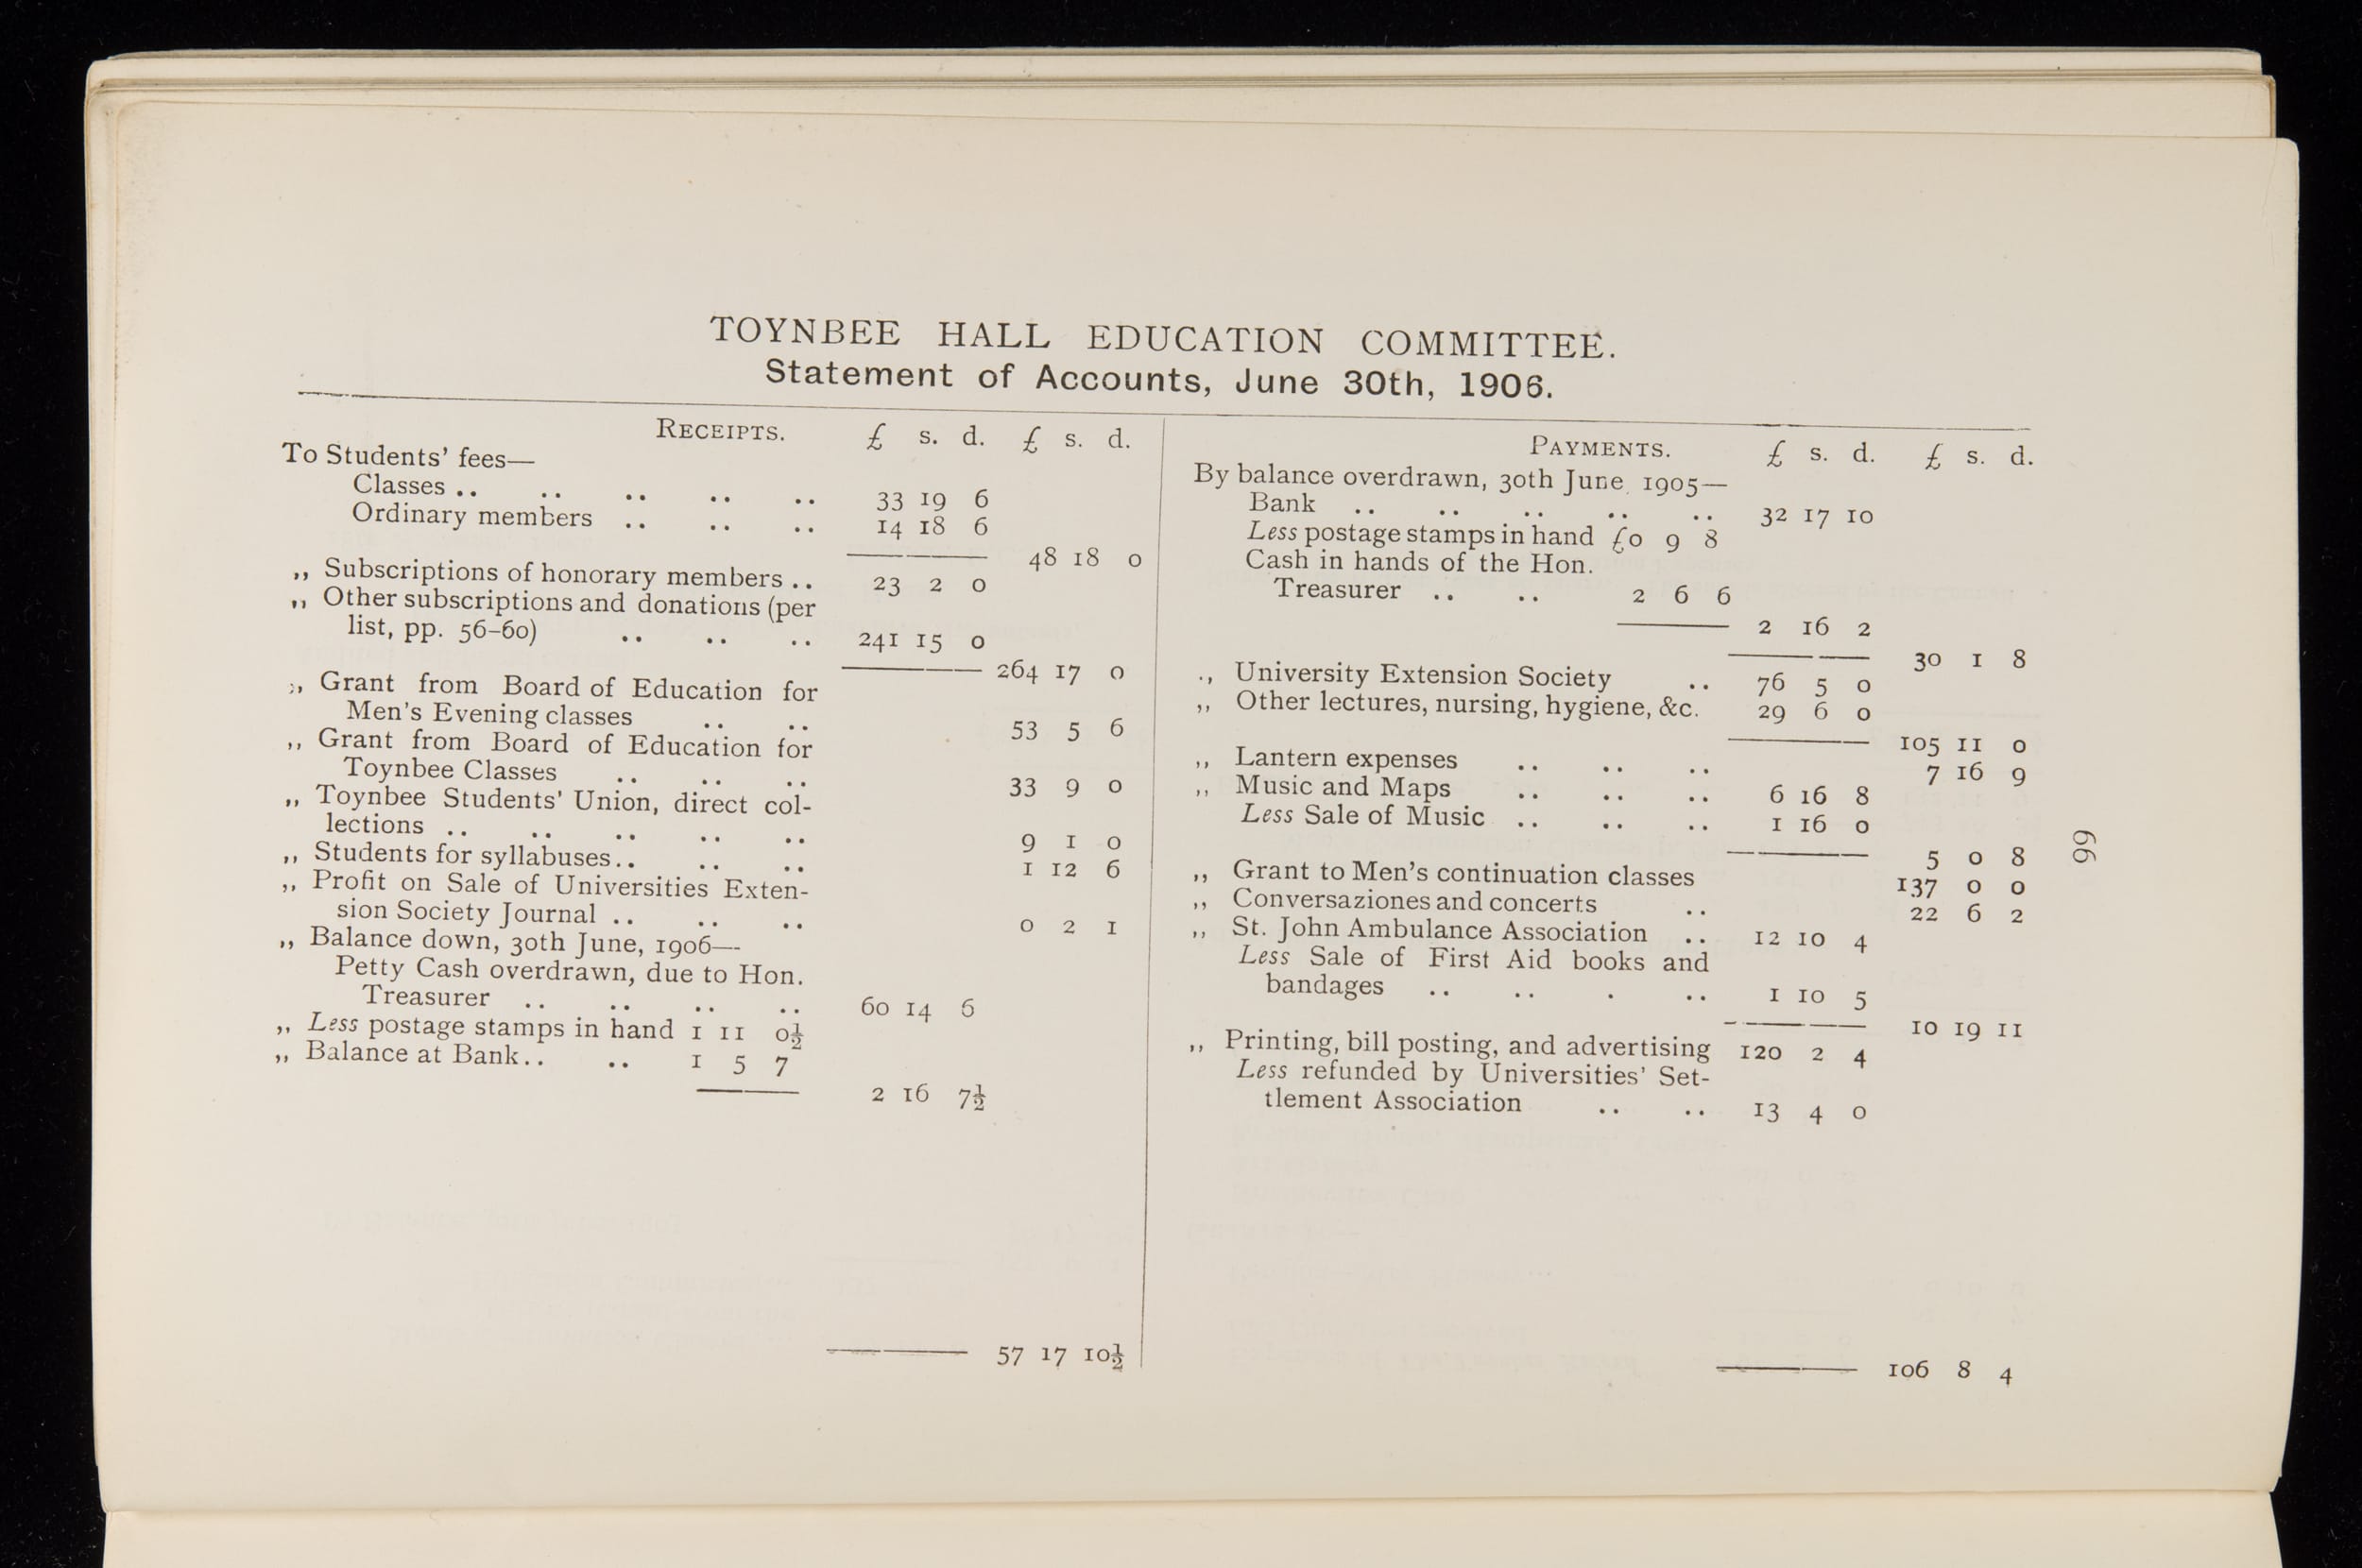 TOYNBEE HALL EDUCATION COMMITTEE.
Statement of Accounts, June 30th, 1906.
RECEIPTS. £ s. d. £ s. d.
To Students' fees—
Classes .. .. .. .. .. 33 19 6
Ordinary members .. .. .. 14 18 6
48 18 0
,, Subscriptions of honorary members .. 23 2 0
,, Other subscriptions and donations (per
list, pp. 56-60) .. .. .. 241 15 0
264 17 0
,, Grant from Board of Education for
Men's Evening classes .. .. 53 5 6
,, Grant from Board of Education for
Toynbee Classes .. .. .. 33 9 0
,, Toynbee Students' Union, direct col-
lections .. .. .. .. .. 9 1 0
,, Students for syllabuses.. .. .. 1 12 6
,, Profit on Sale of Universities Exten-
sion Society Journal .. .. .. 0 2 1
,, Balance down, 30th June, 1906—
Petty Cash overdrawn, due to Hon.
Treasurer .. .. .. .. 60 14 6
,, Less postage stamps in hand 1 11 0½
,, Balance at Bank.. .. 1 5 7
2 16 7½
57 17 10½
PAYMENTS. £ s. d. £ s. d.
By balance overdrawn, 30th June 1905—
Bank .. .. .. .. .. 32 17 10
Less postage stamps in hand £0 9 8
Cash in hands of the Hon.
Treasurer .. .. 2 6 6
2 16 2
30 1 8
,, University Extension Society .. 76 5 0
,, Other lectures, nursing, hygiene, &c. 29 6 0
105 11 0
,, Lantern expenses .. .. .. 7 16 9
,, Music and Maps .. .. .. 6 16 8
Less Sale of Music .. .. .. 1 16 0
5 0 8
,, Grant to Men's continuation classes 137 0 0
,, Conversaziones and concerts .. 22 6 2
,, St. John Ambulance Association .. 12 10 4
Less Sale of First Aid books and
bandages .. .. . .. 1 10 5
10 19 11
,, Printing, bill posting, and advertising 120 2 4
Less refunded by Universities' Set-
tlement Association .. .. 13 4 0
106 8 4
66